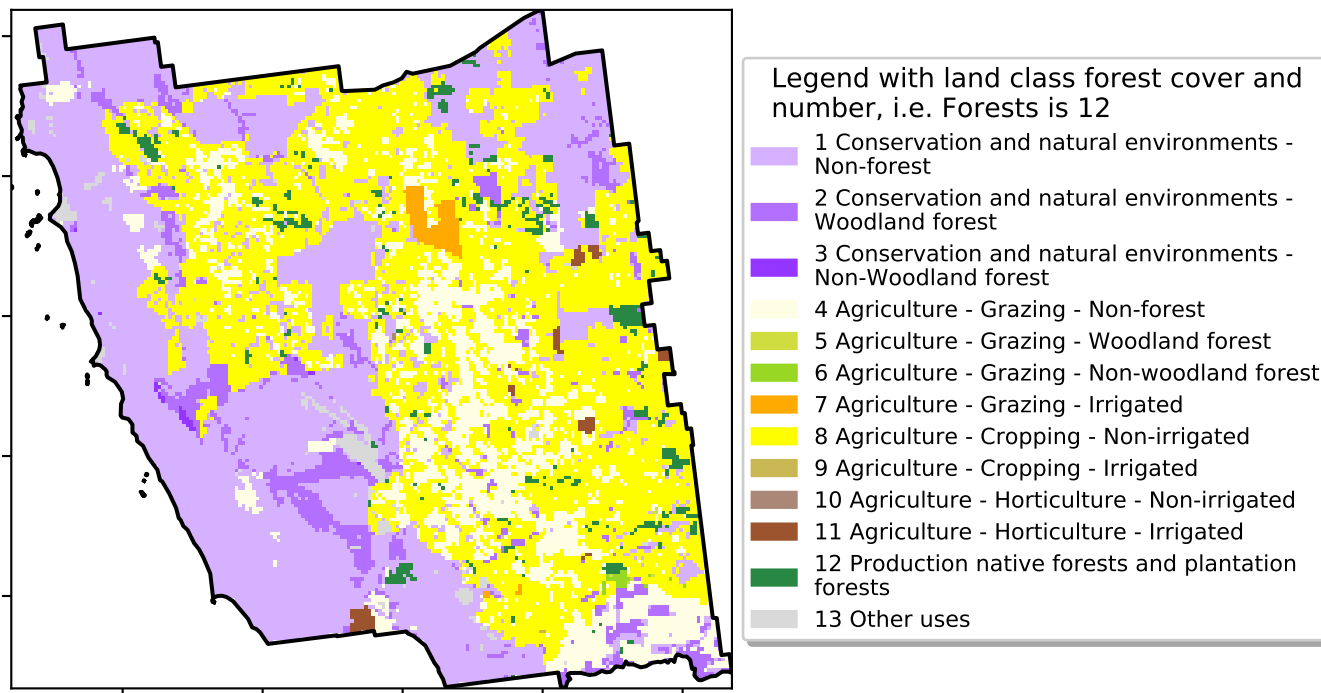 Legend with land class forest cover and
number, i.e. Forests is 12
1 Conservation and natural environments -
Non-forest
2 Conservation and natural environments -
Woodland forest
3 Conservation and natural environments -
Non-Woodland forest
4 Agriculture - Grazing - Non-forest
5 Agriculture - Grazing - Woodland forest
6 Agriculture - Grazing - Non-woodland forest
7 Agriculture - Grazing - Irrigated
8 Agriculture - Cropping - Non-irrigated
9 Agriculture - Cropping - Irrigated
10 Agriculture - Horticulture - Non-irrigated
11 Agriculture - Horticulture - Irrigated
12 Production native forests and plantation
forests
13 Other uses